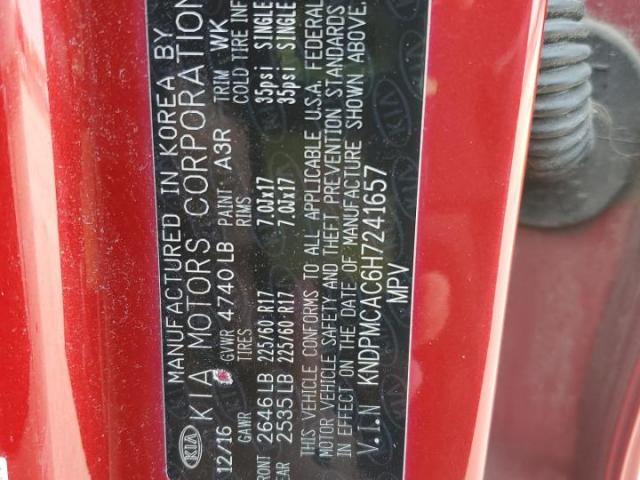 MANUFACTURED IN KOREA BY
KIA MOTORS CORPORATION
KIA
12/16 GVWR 4740 LB PAINT A3R TRIM WK
GAWR TIRES RIMS COLD TIRE INF
FRONT 2646 LB 225/60 R17 7.0Jx17 35psi SINGLE
REAR 2535 LB 225/60 R17 7.0Jx17 35psi SINGLE
THIS VEHICLE CONFORMS TO ALL APPLICABLE U.S.A. FEDERAL
MOTOR VEHICLE SAFETY AND THEFT PREVENTION STANDARDS
IN EFFECT ON THE DATE OF MANUFACTURE SHOWN ABOVE.
V.I.N KNDPMCAC6H7241657
MPV